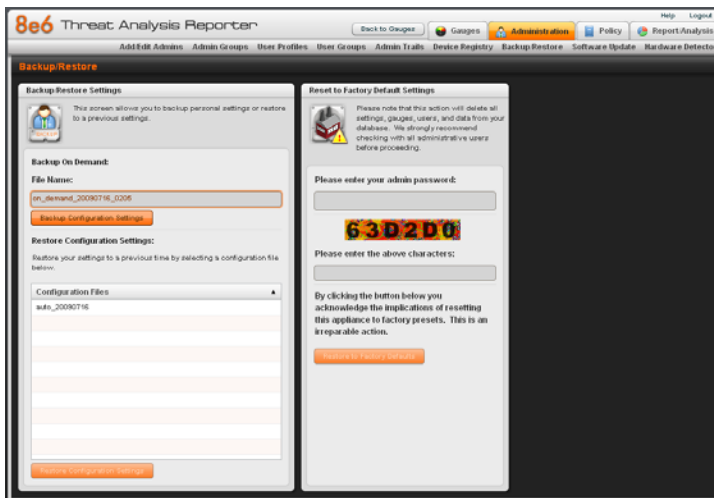 8e6 Threat Analysis Reporter
Help Logout
Back to Gauges Gauges Administration Policy Report/Analysis
Add/Edit Admins Admin Groups User Profiles User Groups Admin Trails Device Registry Backup/Restore Software Update Hardware Detector
Backup/Restore
Backup/Restore Settings
This screen allows you to backup personal settings or restore
to a previous settings.
BACKUP
Backup On Demand:
File Name:
on_demand_20090716_0206
Backup Configuration Settings
Restore Configuration Settings:
Restore your settings to a previous time by selecting a configuration file
below.
Configuration Files
auto_20090716
Restore Configuration Settings
Reset to Factory Default Settings
Please note that this action will delete all
settings, gauges, users, and data from your
database. We strongly recommend
checking with all administrative users
before proceeding.
Please enter your admin password:
63D2D0
Please enter the above characters:
By clicking the button below you
acknowledge the implications of resetting
this appliance to factory presets. This is an
irreparable action.
Restore to Factory Defaults